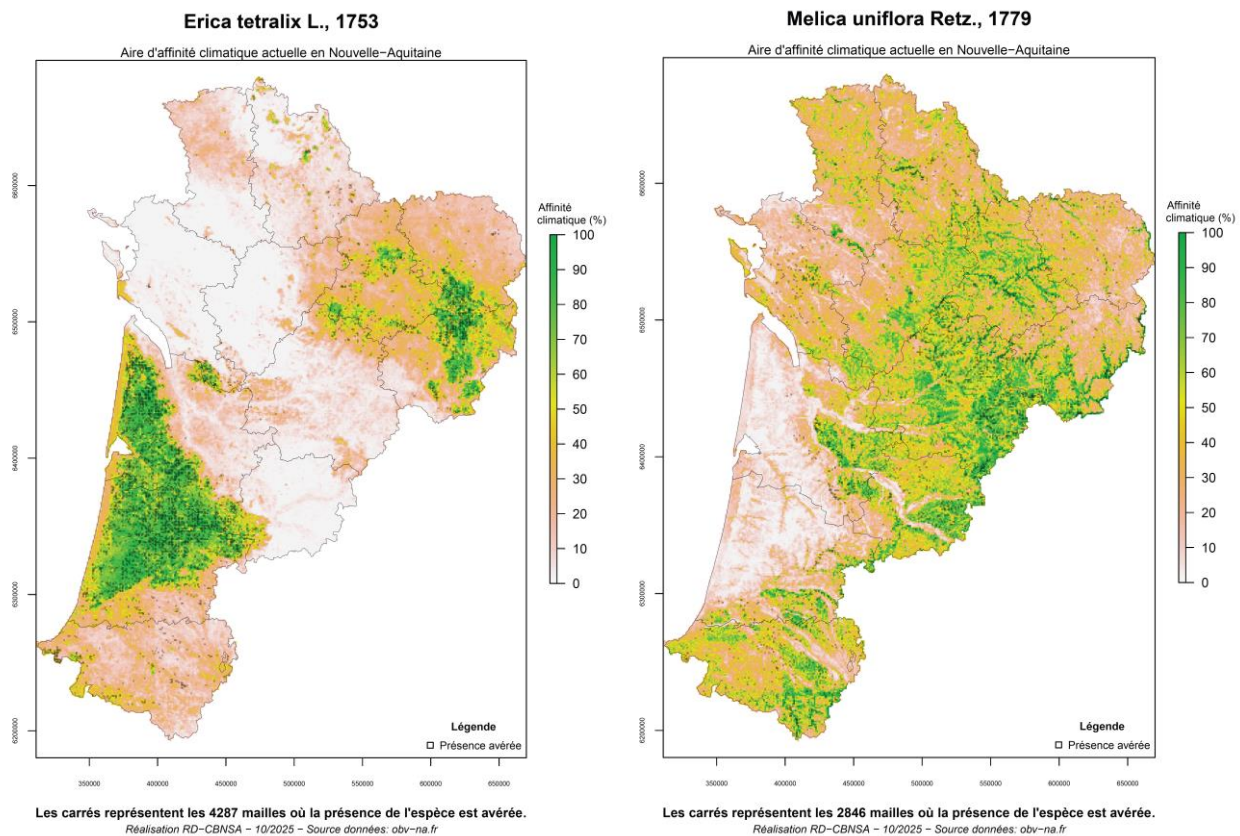 Erica tetralix L., 1753
Aire d'affinité climatique actuelle en Nouvelle−Aquitaine
Affinité
climatique (%)
100
90
80
70
60
50
40
30
20
10
0
6600000
6500000
6400000
6300000
6200000
350000 400000 450000 500000 550000 600000 650000
Légende
Présence avérée
Les carrés représentent les 4287 mailles où la présence de l'espèce est avérée.
Réalisation RD−CBNSA − 10/2025 − Source données: obv−na.fr
Melica uniflora Retz., 1779
Aire d'affinité climatique actuelle en Nouvelle−Aquitaine
Affinité
climatique (%)
100
90
80
70
60
50
40
30
20
10
0
6600000
6500000
6400000
6300000
6200000
350000 400000 450000 500000 550000 600000 650000
Légende
Présence avérée
Les carrés représentent les 2846 mailles où la présence de l'espèce est avérée.
Réalisation RD−CBNSA − 10/2025 − Source données: obv−na.fr